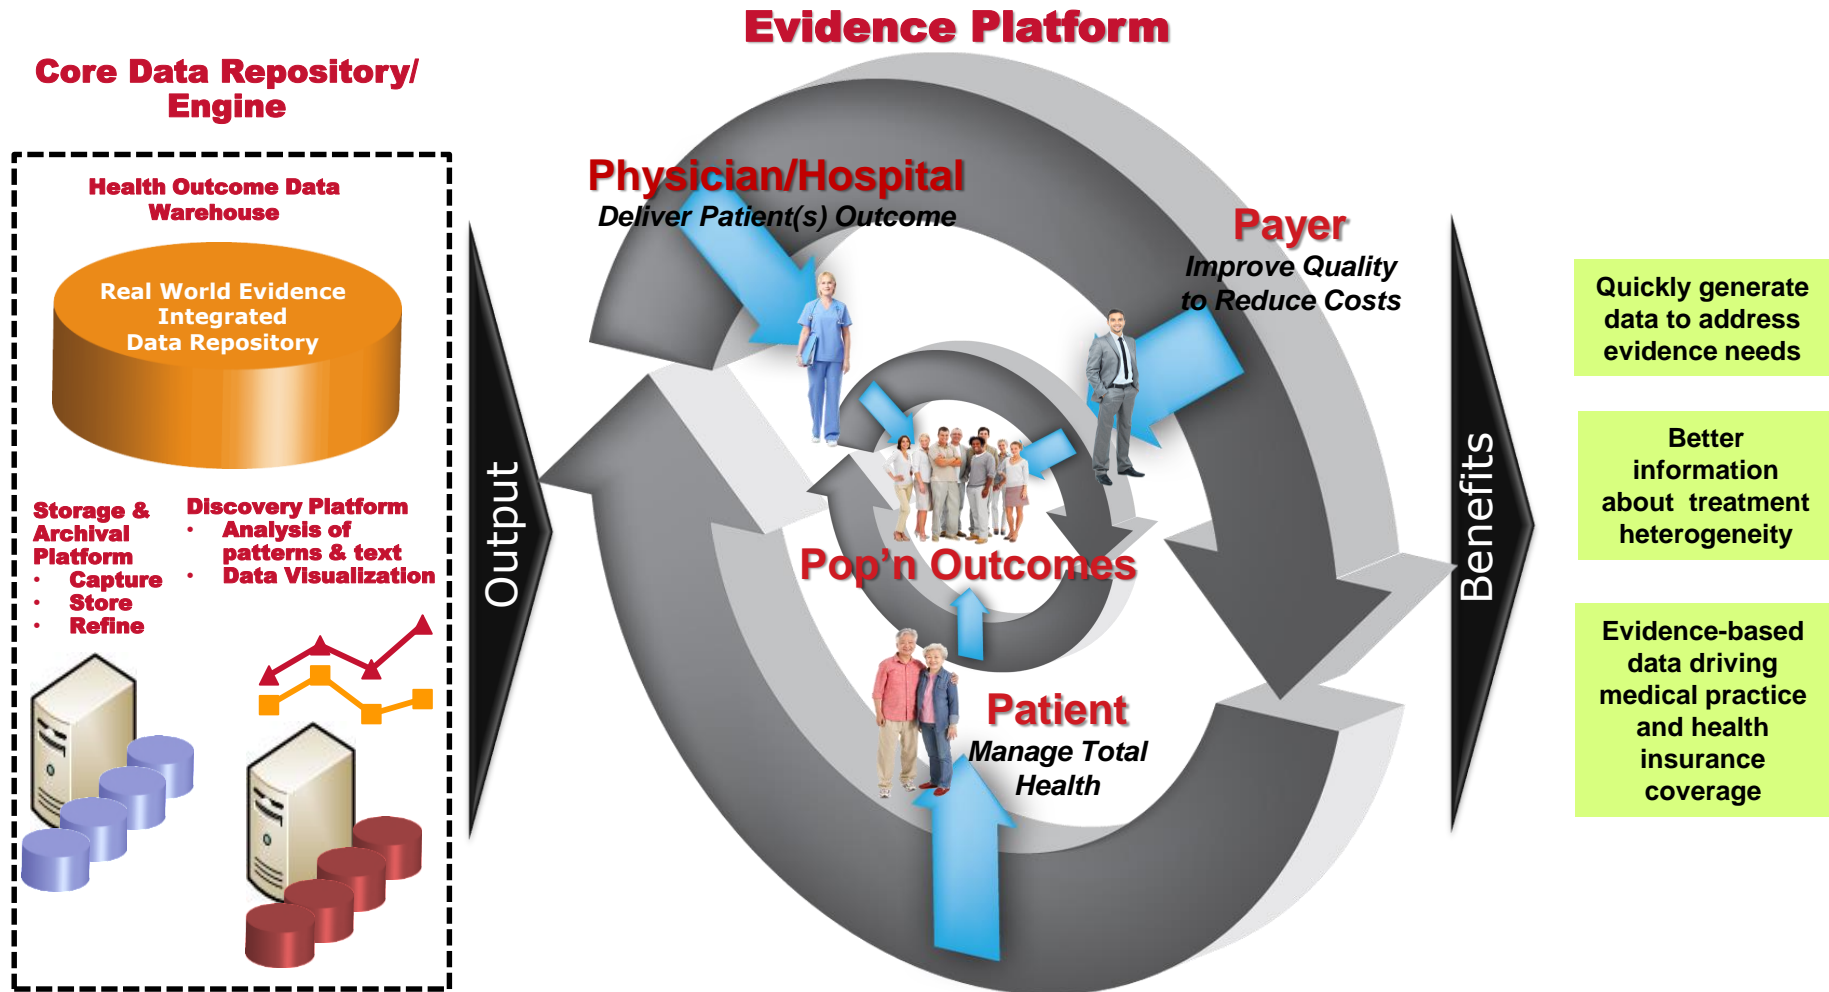 Evidence Platform
Core Data Repository/
Engine
Health Outcome Data
Warehouse
Real World Evidence
Integrated
Data Repository
Storage &
Archival
Platform
• Capture
• Store
• Refine
Discovery Platform
• Analysis of
patterns & text
• Data Visualization
Output
Physician/Hospital
Deliver Patient(s) Outcome
Payer
Improve Quality
to Reduce Costs
Pop'n Outcomes
Patient
Manage Total
Health
Benefits
Quickly generate
data to address
evidence needs
Better
information
about treatment
heterogeneity
Evidence-based
data driving
medical practice
and health
insurance
coverage